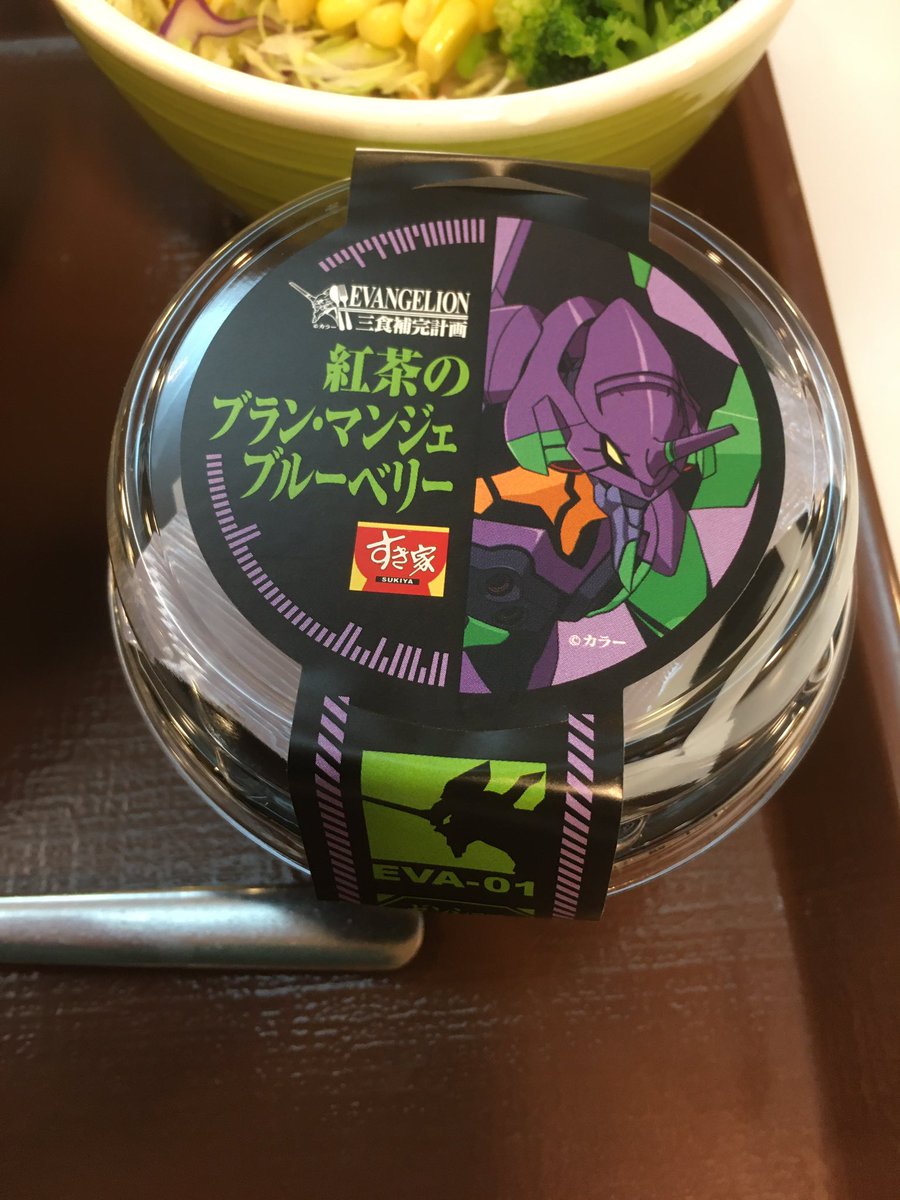 EVANGELION
©カラー
三食補完計画
紅茶の
ブラン・マンジェ
ブルーベリー
すき家
SUKIYA
©カラー
EVA-01